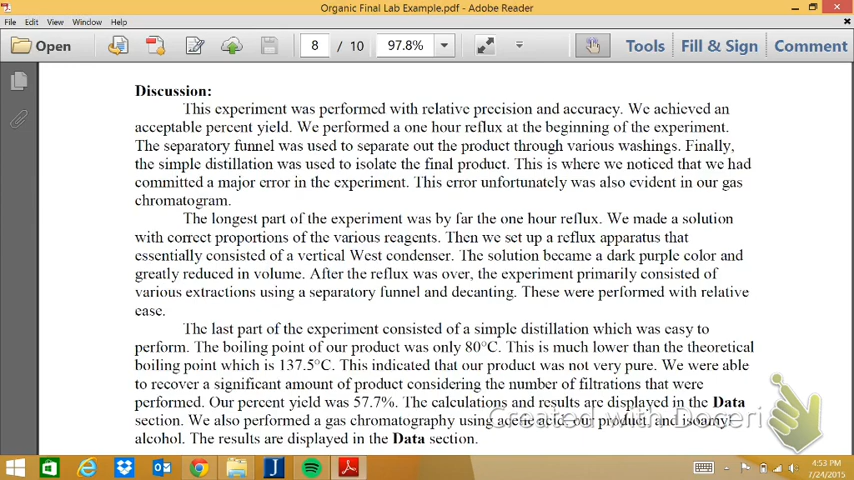 Organic Final Lab Example.pdf - Adobe Reader
File Edit View Window Help
Open 8 / 10 97.8% Tools Fill & Sign Comment
Discussion:
This experiment was performed with relative precision and accuracy. We achieved an
acceptable percent yield. We performed a one hour reflux at the beginning of the experiment.
The separatory funnel was used to separate out the product through various washings. Finally,
the simple distillation was used to isolate the final product. This is where we noticed that we had
committed a major error in the experiment. This error unfortunately was also evident in our gas
chromatogram.
The longest part of the experiment was by far the one hour reflux. We made a solution
with correct proportions of the various reagents. Then we set up a reflux apparatus that
essentially consisted of a vertical West condenser. The solution became a dark purple color and
greatly reduced in volume. After the reflux was over, the experiment primarily consisted of
various extractions using a separatory funnel and decanting. These were performed with relative
ease.
The last part of the experiment consisted of a simple distillation which was easy to
perform. The boiling point of our product was only 80°C. This is much lower than the theoretical
boiling point which is 137.5°C. This indicated that our product was not very pure. We were able
to recover a significant amount of product considering the number of filtrations that were
performed. Our percent yield was 57.7%. The calculations and results are displayed in the Data
section. We also performed a gas chromatography using acetic acid, our product, and isoamyl
Created with Doceri
alcohol. The results are displayed in the Data section.
4:53 PM
7/24/2015